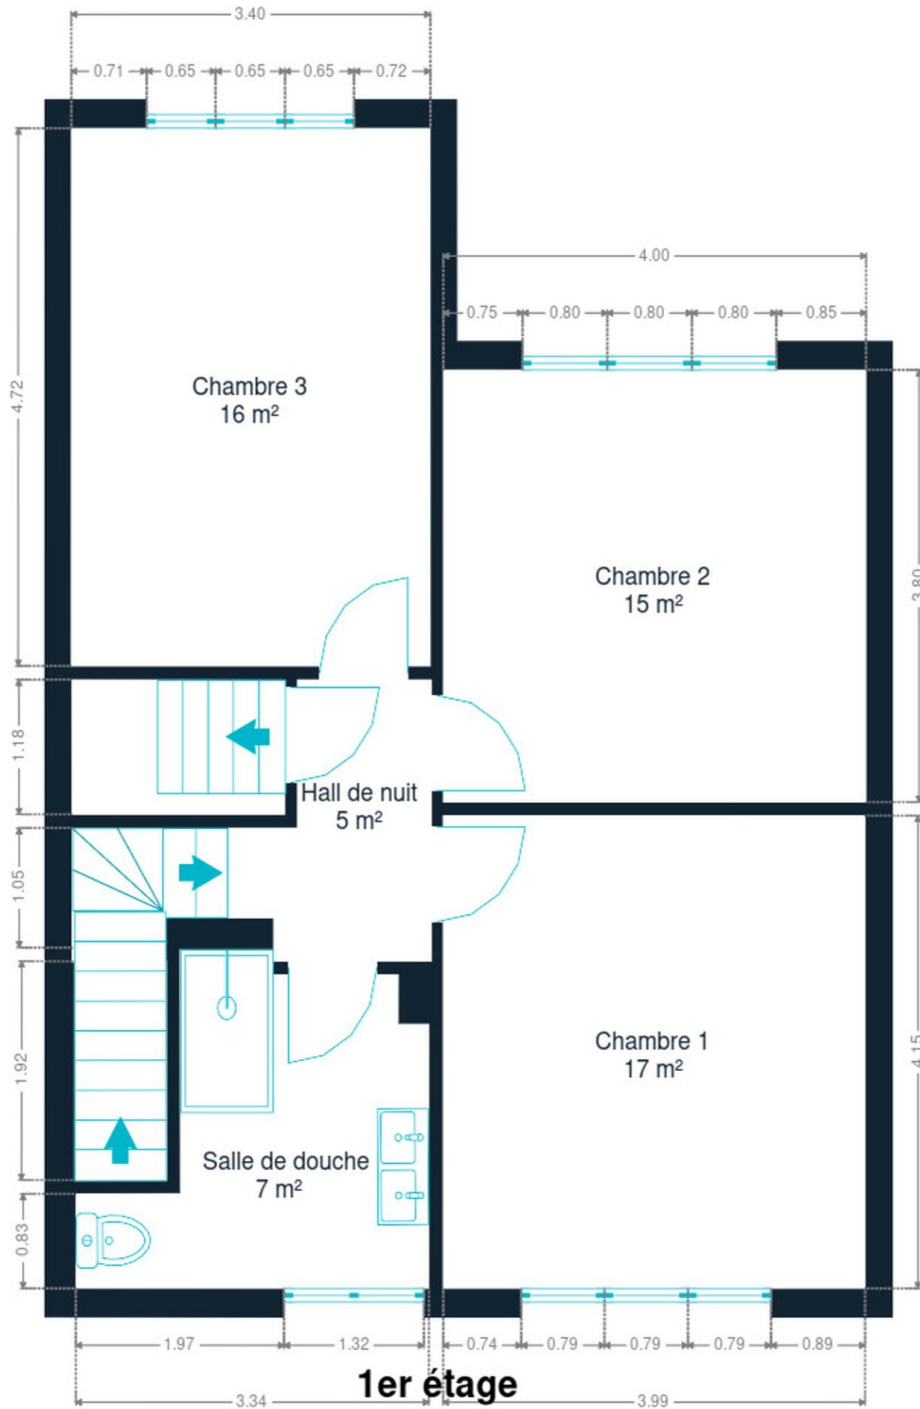 3.40
0.71 0.65 0.65 0.65 0.72
4.00
0.75 0.80 0.80 0.80 0.85
4.72
Chambre 3
16 m²
Chambre 2
15 m²
3.80
1.18
Hall de nuit
5 m²
1.05
Chambre 1
17 m²
4.15
1.92
Salle de douche
7 m²
0.83
1.97 1.32 0.74 0.79 0.79 0.79 0.89
1er étage
3.34 3.99